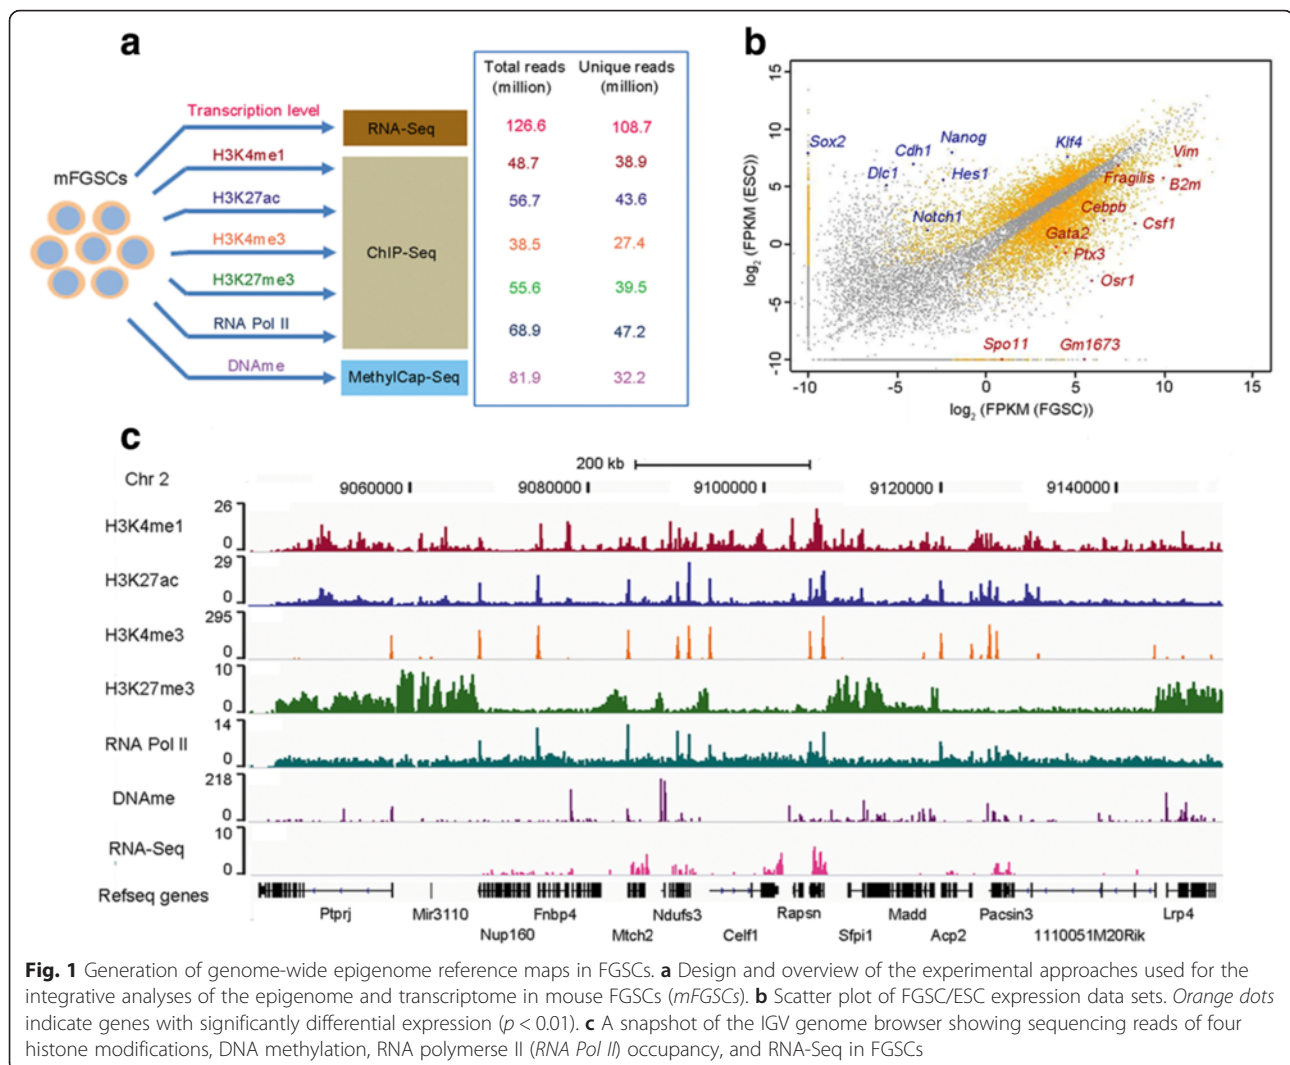 a
Total reads
(million)
Unique reads
(million)
mFGSCs
Transcription level
RNA-Seq
126.6
108.7
H3K4me1
48.7
38.9
H3K27ac
56.7
43.6
H3K4me3
ChIP-Seq
38.5
27.4
H3K27me3
55.6
39.5
RNA Pol II
68.9
47.2
DNAme
MethylCap-Seq
81.9
32.2
b
log2 (FPKM (ESC))
15
10
5
0
-5
-10
Sox2
Cdh1
Nanog
Klf4
Dlc1
Hes1
Notch1
Vim
Fragilis
B2m
Cebpb
Csf1
Gata2
Ptx3
Osr1
Spo11
Gm1673
-10
-5
0
5
10
15
log2 (FPKM (FGSC))
c
200 kb
Chr 2
9060000
9080000
9100000
9120000
9140000
H3K4me1
26
0
H3K27ac
29
0
H3K4me3
295
0
H3K27me3
10
0
RNA Pol II
14
0
DNAme
218
0
RNA-Seq
10
0
Refseq genes
Ptprj
Mir3110
Fnbp4
Ndufs3
Rapsn
Madd
Pacsin3
Lrp4
Nup160
Mtch2
Celf1
Sfpi1
Acp2
1110051M20Rik
Fig. 1 Generation of genome-wide epigenome reference maps in FGSCs. a Design and overview of the experimental approaches used for the
integrative analyses of the epigenome and transcriptome in mouse FGSCs (mFGSCs). b Scatter plot of FGSC/ESC expression data sets. Orange dots
indicate genes with significantly differential expression (p < 0.01). c A snapshot of the IGV genome browser showing sequencing reads of four
histone modifications, DNA methylation, RNA polymerse II (RNA Pol II) occupancy, and RNA-Seq in FGSCs